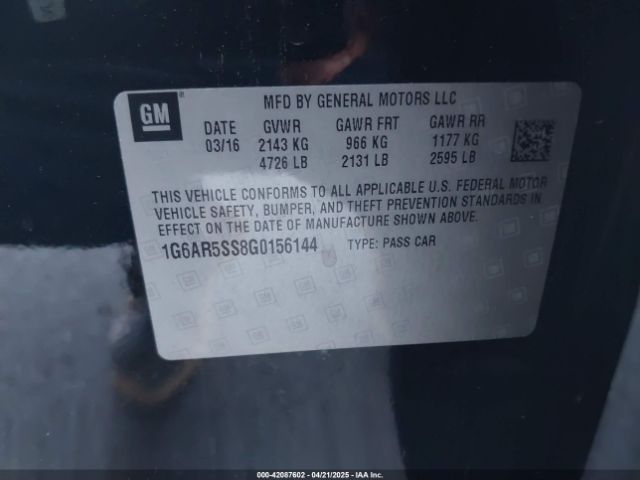 GM
MFD BY GENERAL MOTORS LLC
DATE GVWR GAWR FRT GAWR RR
03/16 2143 KG 966 KG 1177 KG
4726 LB 2131 LB 2595 LB
THIS VEHICLE CONFORMS TO ALL APPLICABLE U.S. FEDERAL MOTOR
VEHICLE SAFETY, BUMPER, AND THEFT PREVENTION STANDARDS IN
EFFECT ON THE DATE OF MANUFACTURE SHOWN ABOVE.
1G6AR5SS8G0156144 TYPE: PASS CAR
000-42087602 - 04/21/2025 - IAA Inc.